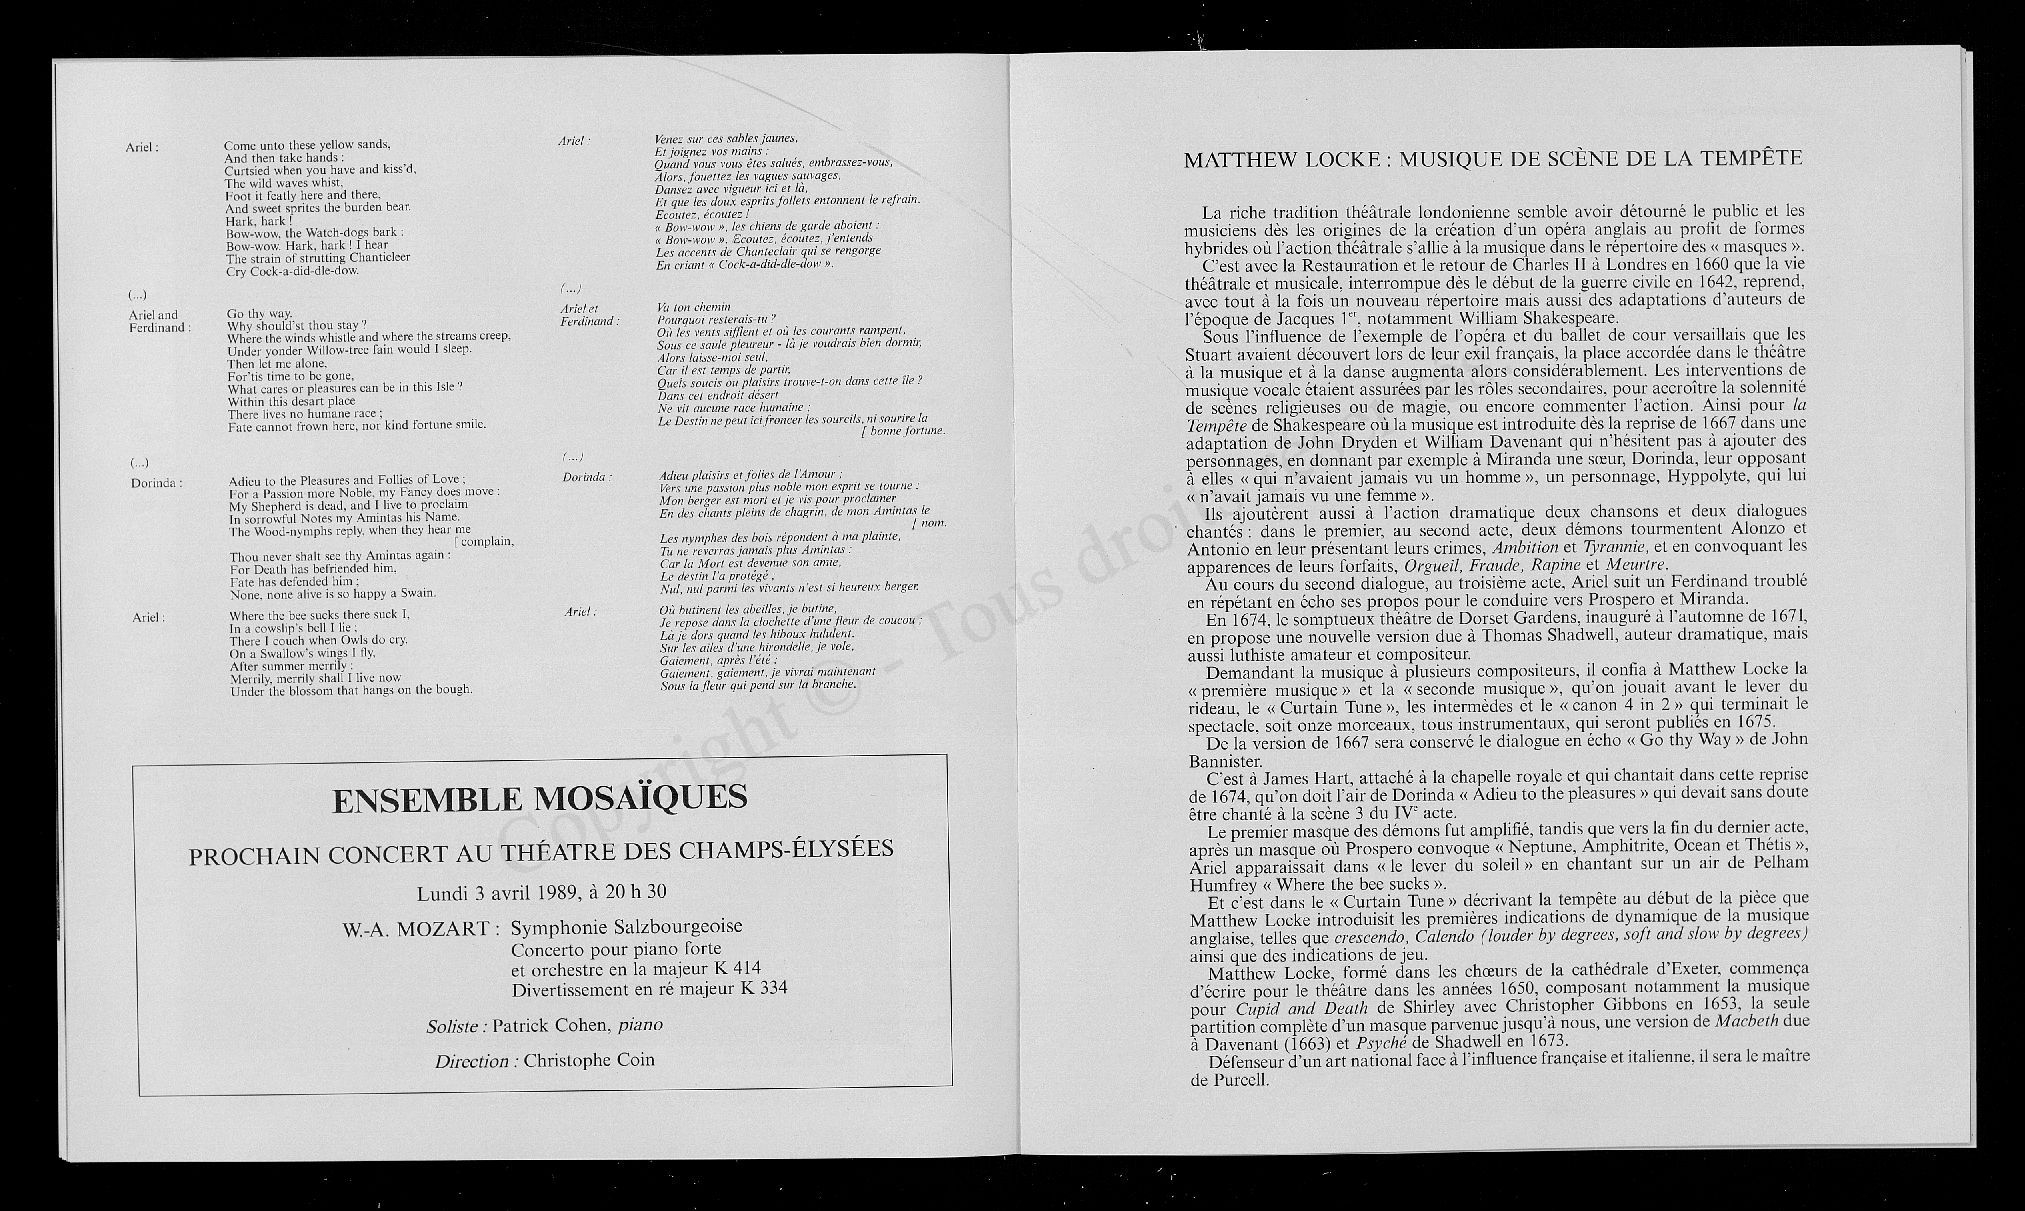 Ariel :
Come unto these yellow sands,
And then take hands :
Curtsied when you have and kiss'd,
The wild waves whist,
Foot it featly here and there,
And sweet sprites the burden bear.
Hark, hark !
Bow-wow, the Watch-dogs bark :
Bow-wow. Hark, hark ! I hear
The strain of strutting Chanticleer
Cry Cock-a-did-dle-dow.
(...)
Ariel and
Ferdinand :
Go thy way.
Why should'st thou stay ?
Where the winds whistle and where the streams creep,
Under yonder Willow-tree fain would I sleep.
Then let me alone,
For'tis time to be gone,
What cares or pleasures can be in this Isle ?
Within this desart place
There lives no humane race ;
Fate cannot frown here, nor kind fortune smile.
(...)
Dorinda :
Adieu to the Pleasures and Follies of Love ;
For a Passion more Noble, my Fancy does move :
My Shepherd is dead, and I live to proclaim
In sorrowful Notes my Amintas his Name.
The Wood-nymphs reply, when they hear me
[ complain,
Thou never shalt see thy Amintas again :
For Death has befriended him,
Fate has defended him ;
None, none alive is so happy a Swain.
Ariel :
Where the bee sucks there suck I,
In a cowslip's bell I lie ;
There I couch when Owls do cry.
On a Swallow's wings I fly,
After summer merrily :
Merrily, merrily shall I live now
Under the blossom that hangs on the bough.
Ariel :
Venez sur ces sables jaunes,
Et joignez vos mains :
Quand vous vous êtes salués, embrassez-vous,
Alors, fouettez les vagues sauvages,
Dansez avec vigueur ici et là,
Et que les doux esprits follets entonnent le refrain.
Ecoutez, écoutez !
« Bow-wow », les chiens de garde aboient :
« Bow-wow ». Ecoutez, écoutez, j'entends
Les accents de Chanteclair qui se rengorge
En criant « Cock-a-did-dle-dow ».
(...)
Ariel et
Ferdinand :
Va ton chemin
Pourquoi resterais-tu ?
Où les vents sifflent et où les courants rampent,
Sous ce saule pleureur - là je voudrais bien dormir,
Alors laisse-moi seul,
Car il est temps de partir,
Quels soucis ou plaisirs trouve-t-on dans cette île ?
Dans cet endroit désert
Ne vit aucune race humaine ;
Le Destin ne peut ici froncer les sourcils, ni sourire la
[ bonne fortune.
(...)
Dorinda :
Adieu plaisirs et folies de l'Amour ;
Vers une passion plus noble mon esprit se tourne :
Mon berger est mort et je vis pour proclamer
En des chants pleins de chagrin, de mon Amintas le
[ nom.
Les nymphes des bois répondent à ma plainte,
Tu ne reverras jamais plus Amintas :
Car la Mort est devenue son amie,
Le destin l'a protégé ;
Nul, nul parmi les vivants n'est si heureux berger.
Ariel :
Où butinent les abeilles, je butine,
Je repose dans la clochette d'une fleur de coucou ;
Là je dors quand les hiboux hululent.
Sur les ailes d'une hirondelle, je vole,
Gaiement, après l'été :
Gaiement, gaiement, je vivrai maintenant
Sous la fleur qui pend sur la branche.
ENSEMBLE MOSAÏQUES
PROCHAIN CONCERT AU THÉATRE DES CHAMPS-ÉLYSÉES
Lundi 3 avril 1989, à 20 h 30
W.-A. MOZART : Symphonie Salzbourgeoise
Concerto pour piano forte
et orchestre en la majeur K 414
Divertissement en ré majeur K 334
Soliste : Patrick Cohen, piano
Direction : Christophe Coin
MATTHEW LOCKE : MUSIQUE DE SCÈNE DE LA TEMPÊTE
La riche tradition théâtrale londonienne semble avoir détourné le public et les
musiciens dès les origines de la création d'un opéra anglais au profit de formes
hybrides où l'action théâtrale s'allie à la musique dans le répertoire des « masques ».
C'est avec la Restauration et le retour de Charles II à Londres en 1660 que la vie
théâtrale et musicale, interrompue dès le début de la guerre civile en 1642, reprend,
avec tout à la fois un nouveau répertoire mais aussi des adaptations d'auteurs de
l'époque de Jacques 1er, notamment William Shakespeare.
Sous l'influence de l'exemple de l'opéra et du ballet de cour versaillais que les
Stuart avaient découvert lors de leur exil français, la place accordée dans le théâtre
à la musique et à la danse augmenta alors considérablement. Les interventions de
musique vocale étaient assurées par les rôles secondaires, pour accroître la solennité
de scènes religieuses ou de magie, ou encore commenter l'action. Ainsi pour la
Tempête de Shakespeare où la musique est introduite dès la reprise de 1667 dans une
adaptation de John Dryden et William Davenant qui n'hésitent pas à ajouter des
personnages, en donnant par exemple à Miranda une sœur, Dorinda, leur opposant
à elles « qui n'avaient jamais vu un homme », un personnage, Hyppolyte, qui lui
« n'avait jamais vu une femme ».
Ils ajoutèrent aussi à l'action dramatique deux chansons et deux dialogues
chantés : dans le premier, au second acte, deux démons tourmentent Alonzo et
Antonio en leur présentant leurs crimes, Ambition et Tyrannie, et en convoquant les
apparences de leurs forfaits, Orgueil, Fraude, Rapine et Meurtre.
Au cours du second dialogue, au troisième acte, Ariel suit un Ferdinand troublé
en répétant en écho ses propos pour le conduire vers Prospero et Miranda.
En 1674, le somptueux théâtre de Dorset Gardens, inauguré à l'automne de 1671,
en propose une nouvelle version due à Thomas Shadwell, auteur dramatique, mais
aussi luthiste amateur et compositeur.
Demandant la musique à plusieurs compositeurs, il confia à Matthew Locke la
« première musique » et la « seconde musique », qu'on jouait avant le lever du
rideau, le « Curtain Tune », les intermèdes et le « canon 4 in 2 » qui terminait le
spectacle, soit onze morceaux, tous instrumentaux, qui seront publiés en 1675.
De la version de 1667 sera conservé le dialogue en écho « Go thy Way » de John
Bannister.
C'est à James Hart, attaché à la chapelle royale et qui chantait dans cette reprise
de 1674, qu'on doit l'air de Dorinda « Adieu to the pleasures » qui devait sans doute
être chanté à la scène 3 du IVe acte.
Le premier masque des démons fut amplifié, tandis que vers la fin du dernier acte,
après un masque où Prospero convoque « Neptune, Amphitrite, Ocean et Thétis »,
Ariel apparaissait dans « le lever du soleil » en chantant sur un air de Pelham
Humfrey « Where the bee sucks ».
Et c'est dans le « Curtain Tune » décrivant la tempête au début de la pièce que
Matthew Locke introduisit les premières indications de dynamique de la musique
anglaise, telles que crescendo, Calendo (louder by degrees, soft and slow by degrees)
ainsi que des indications de jeu.
Matthew Locke, formé dans les chœurs de la cathédrale d'Exeter, commença
d'écrire pour le théâtre dans les années 1650, composant notamment la musique
pour Cupid and Death de Shirley avec Christopher Gibbons en 1653, la seule
partition complète d'un masque parvenue jusqu'à nous, une version de Macbeth due
à Davenant (1663) et Psyché de Shadwell en 1673.
Défenseur d'un art national face à l'influence française et italienne, il sera le maître
de Purcell.
Copyright © - Tous droits